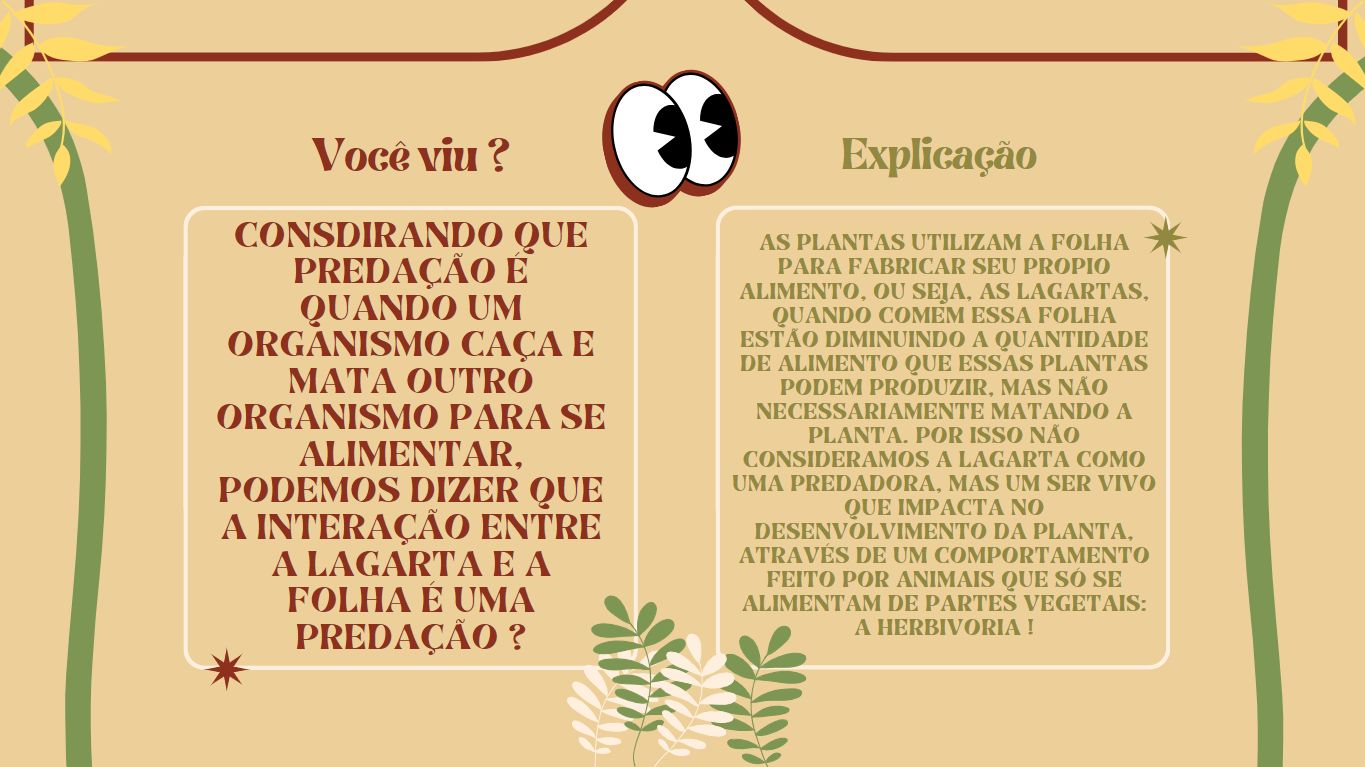 Você viu ?
CONSDIRANDO QUE
PREDAÇÃO É
QUANDO UM
ORGANISMO CAÇA E
MATA OUTRO
ORGANISMO PARA SE
ALIMENTAR,
PODEMOS DIZER QUE
A INTERAÇÃO ENTRE
A LAGARTA E A
FOLHA É UMA
PREDAÇÃO ?
Explicação
AS PLANTAS UTILIZAM A FOLHA
PARA FABRICAR SEU PROPIO
ALIMENTO, OU SEJA, AS LAGARTAS,
QUANDO COMEM ESSA FOLHA
ESTÃO DIMINUINDO A QUANTIDADE
DE ALIMENTO QUE ESSAS PLANTAS
PODEM PRODUZIR, MAS NÃO
NECESSARIAMENTE MATANDO A
PLANTA. POR ISSO NÃO
CONSIDERAMOS A LAGARTA COMO
UMA PREDADORA, MAS UM SER VIVO
QUE IMPACTA NO
DESENVOLVIMENTO DA PLANTA,
ATRAVÉS DE UM COMPORTAMENTO
FEITO POR ANIMAIS QUE SÓ SE
ALIMENTAM DE PARTES VEGETAIS:
A HERBIVORIA !